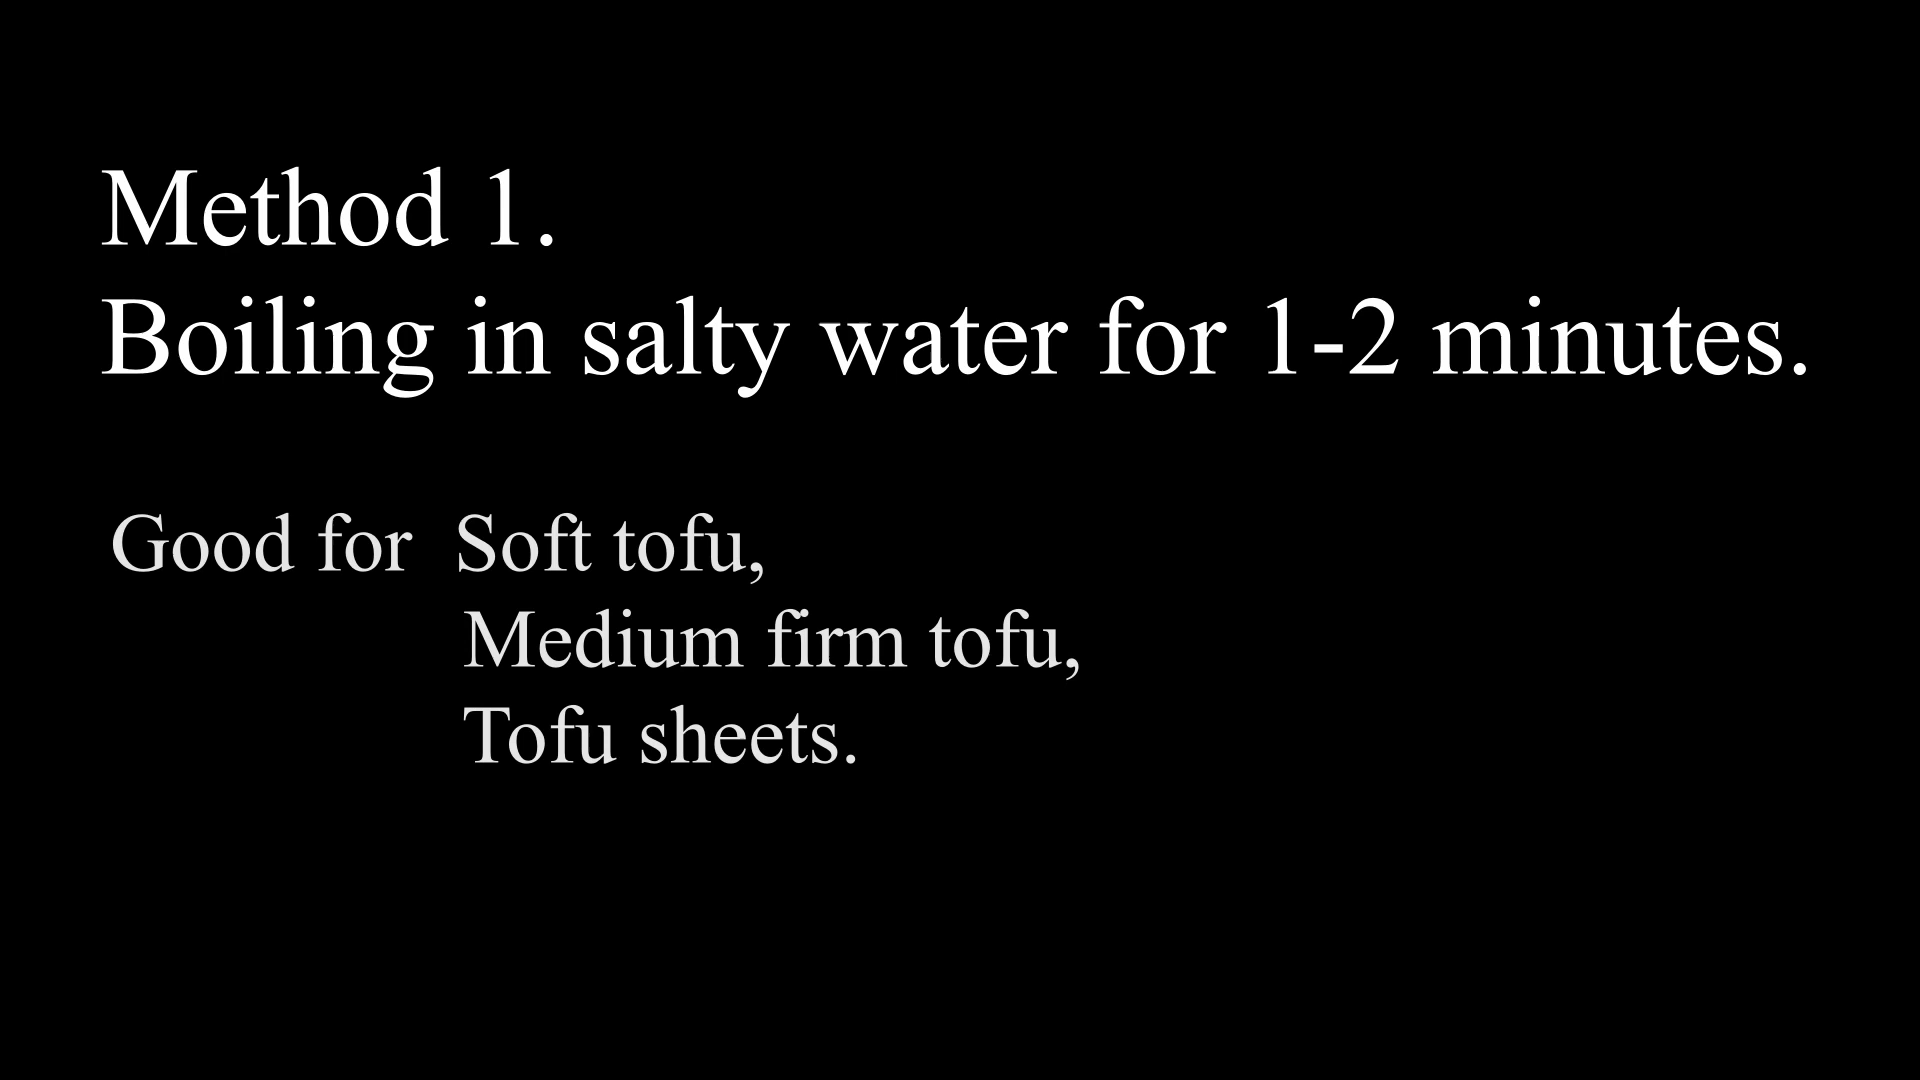 Method 1.
Boiling in salty water for 1-2 minutes.
Good for  Soft tofu,
Medium firm tofu,
Tofu sheets.